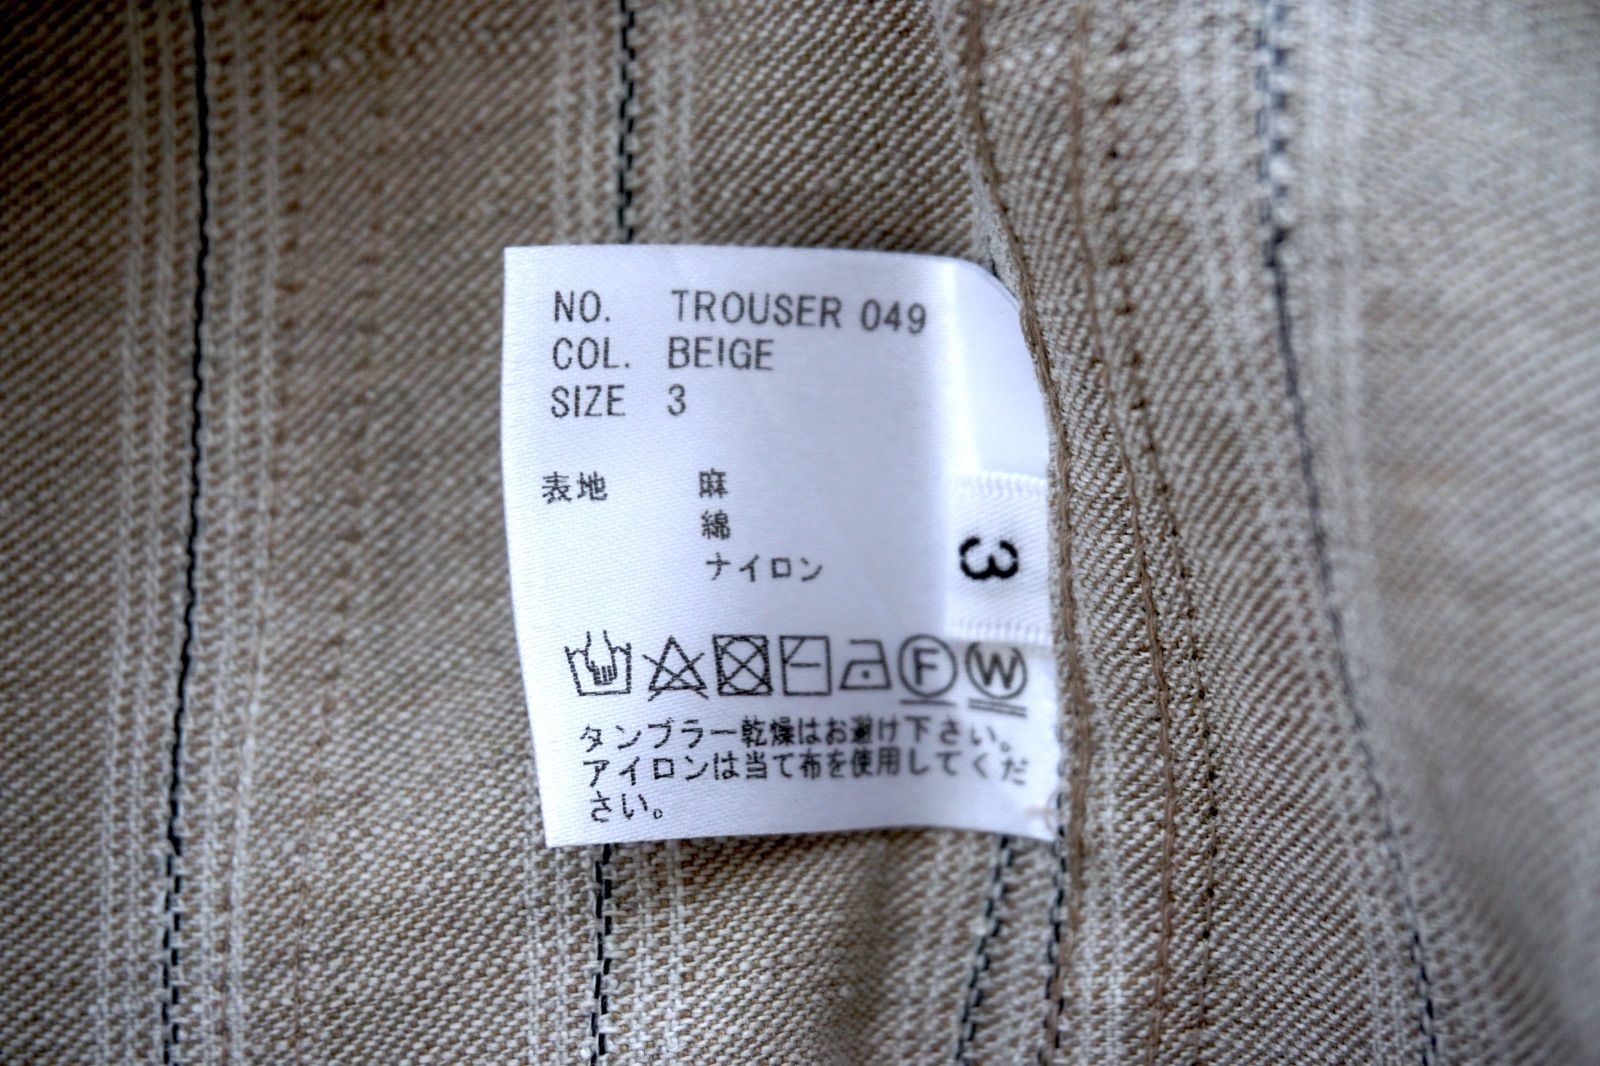 NO. TROUSER 049
COL. BEIGE
SIZE 3
表地 麻
綿
ナイロン
3
F W
タンブラー乾燥はお避け下さい。
アイロンは当て布を使用してくだ
さい。